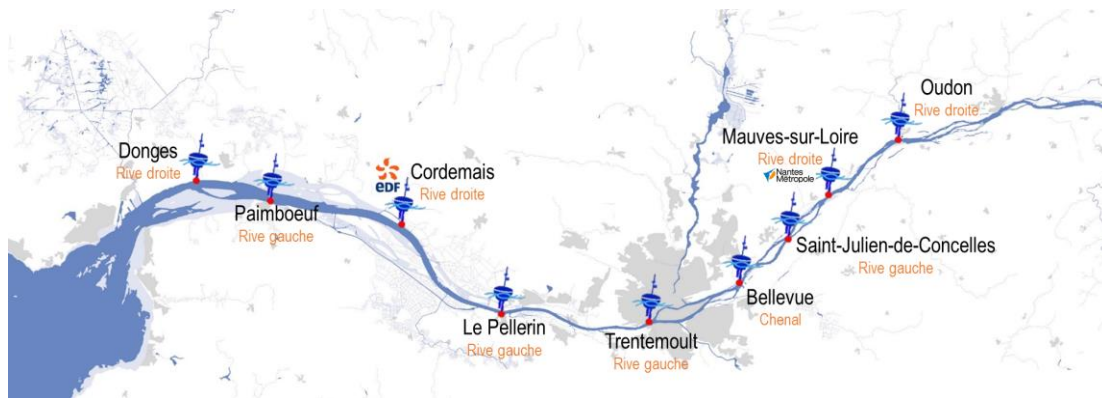 Donges
Rive droite
Paimboeuf
Rive gauche
edF
Cordemais
Rive droite
Le Pellerin
Rive gauche
Trentemoult
Rive gauche
Bellevue
Chenal
Saint-Julien-de-Concelles
Rive gauche
Mauves-sur-Loire
Rive droite
Nantes
Métropole
Oudon
Rive droite